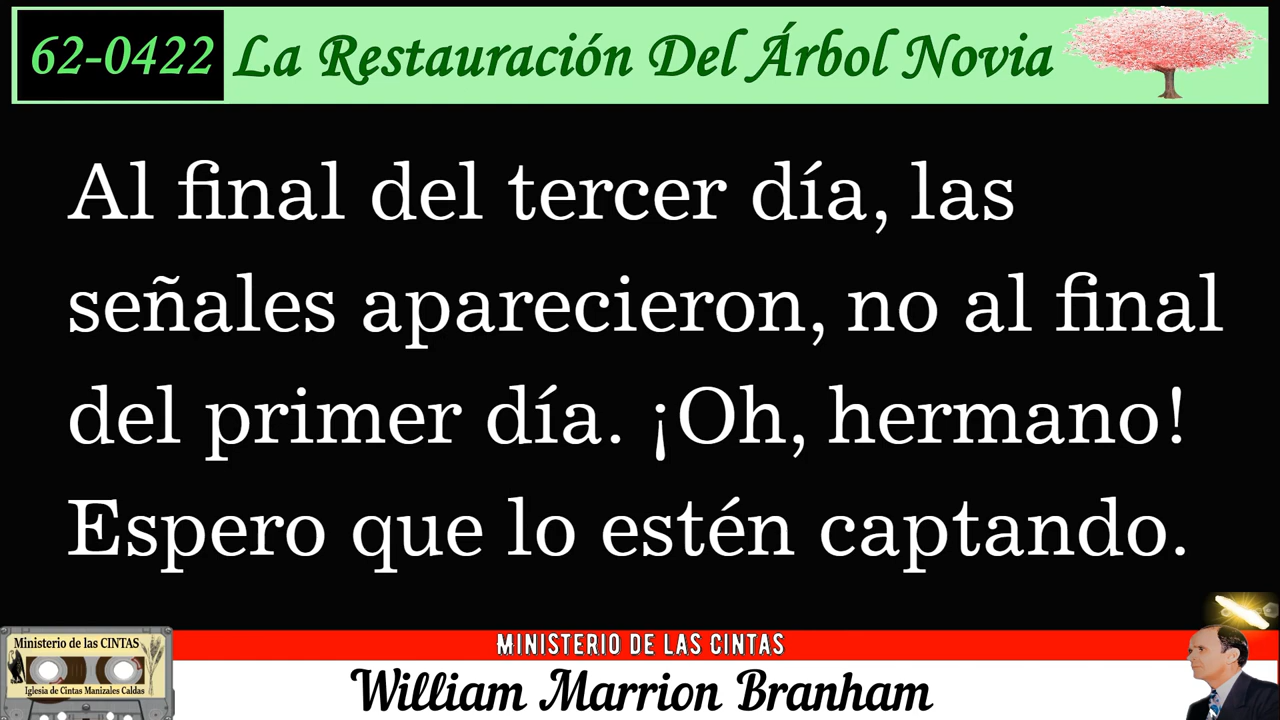 62-0422 La Restauración Del Árbol Novia
Al final del tercer día, las
señales aparecieron, no al final
del primer día. ¡Oh, hermano!
Espero que lo estén captando.
MINISTERIO DE LAS CINTAS
Ministerio de las CINTAS
Iglesia de Cintas Manizales Caldas
William Marrion Branham